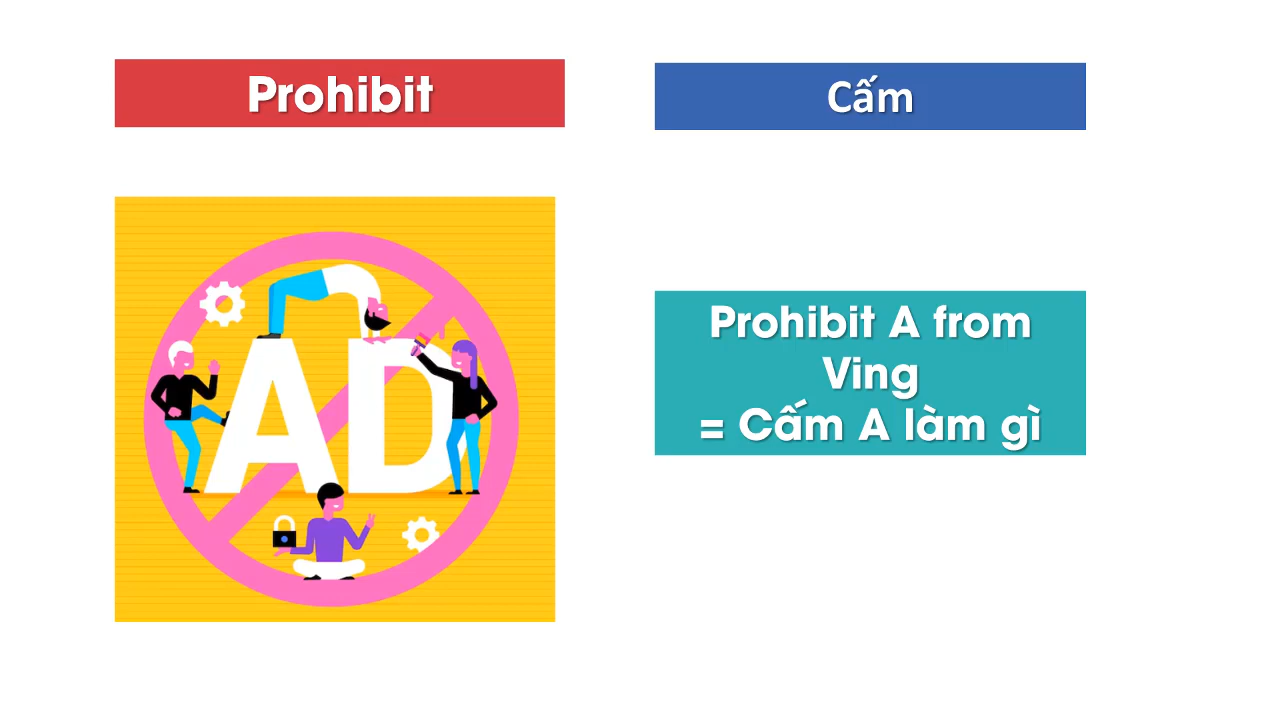 Prohibit
Cấm
AD
Prohibit A from
Ving
= Cấm A làm gì